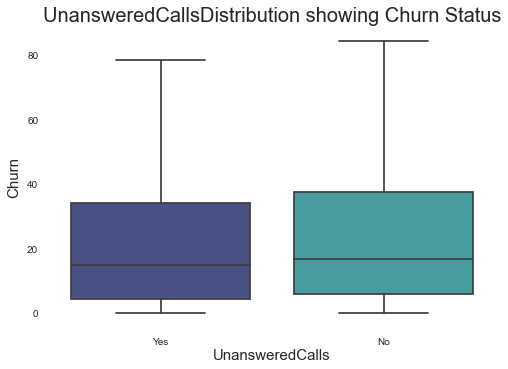 UnansweredCallsDistribution showing Churn Status
80
60
40
20
0
Churn
Yes
No
UnansweredCalls